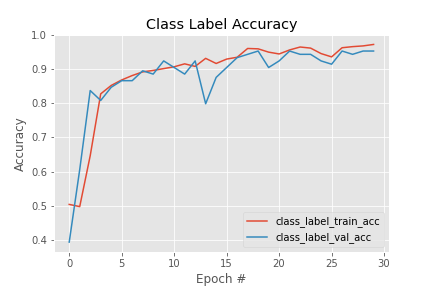 Class Label Accuracy
1.0
0.9
0.8
0.7
0.6
0.5
0.4
Accuracy
class_label_train_acc
class_label_val_acc
0 5 10 15 20 25 30
Epoch #